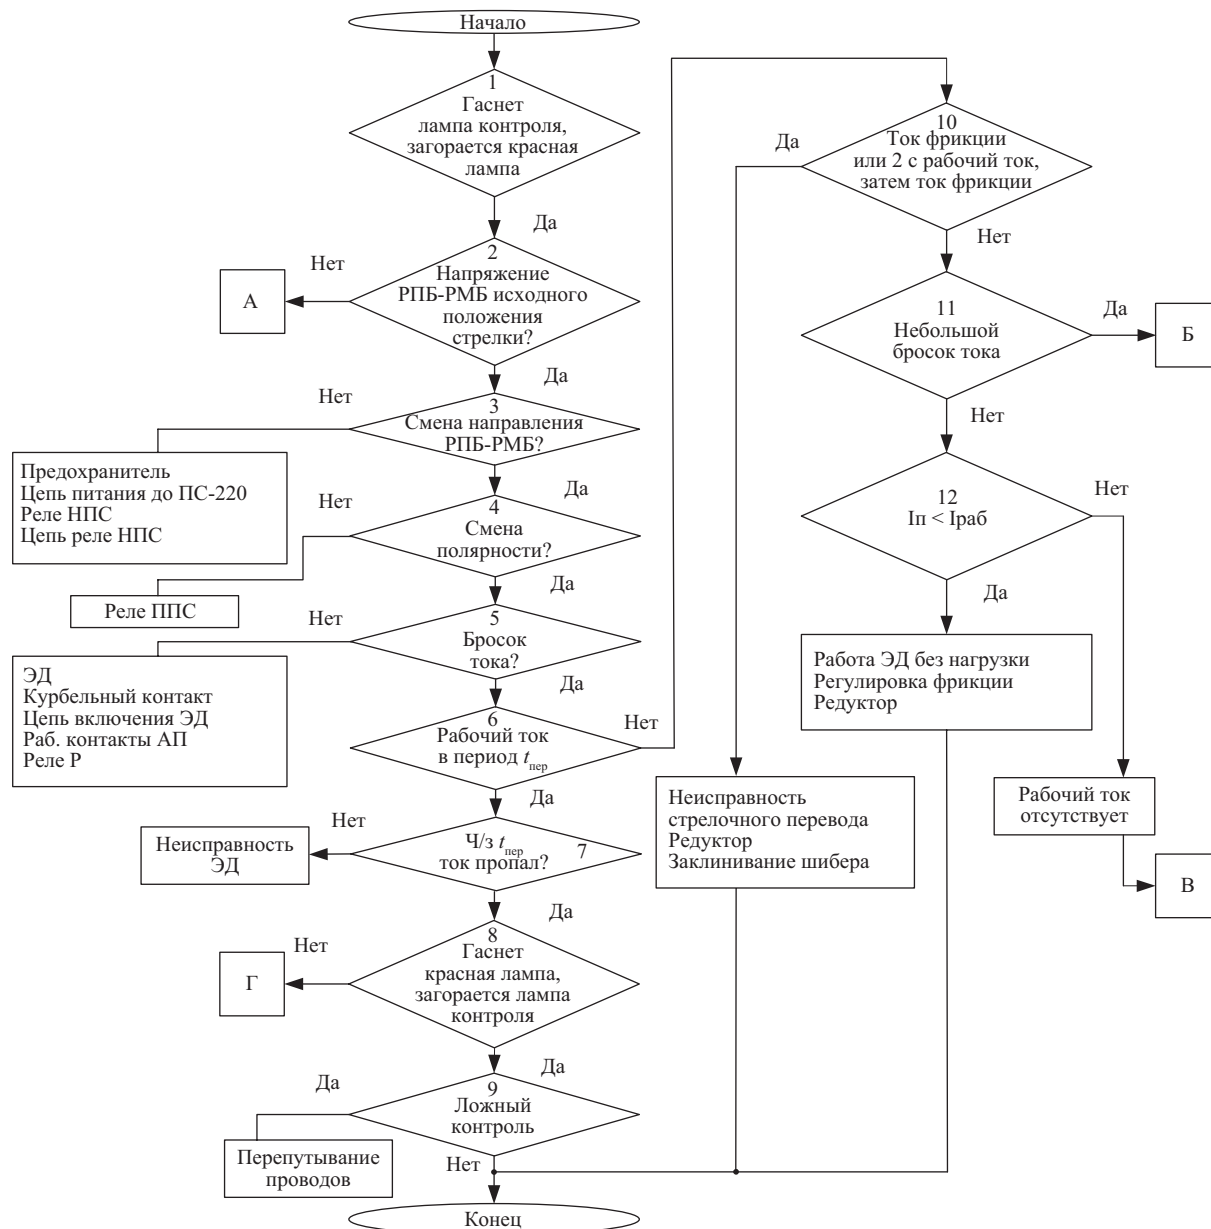 Начало
1
Гаснет
лампа контроля,
загорается красная
лампа
Да
2
Напряжение
РПБ-РМБ исходного
положения
стрелки?
Нет
А
Да
3
Смена направления
РПБ-РМБ?
Нет
Предохранитель
Цепь питания до ПС-220
Реле НПС
Цепь реле НПС
Да
4
Смена
полярности?
Нет
Реле ППС
Да
5
Бросок
тока?
Нет
ЭД
Курбельный контакт
Цепь включения ЭД
Раб. контакты АП
Реле Р
Да
6
Рабочий ток
в период tпер
Нет
Да
7
Ч/з tпер
ток пропал?
Нет
Неисправность
ЭД
Да
8
Гаснет
красная лампа,
загорается лампа
контроля
Нет
Г
Да
9
Ложный
контроль
Да
Перепутывание
проводов
Нет
Конец
10
Ток фрикции
или 2 с рабочий ток,
затем ток фрикции
Да
Неисправность
стрелочного перевода
Редуктор
Заклинивание шибера
Нет
11
Небольшой
бросок тока
Да
Б
Нет
12
Iп < Iраб
Нет
Да
Работа ЭД без нагрузки
Регулировка фрикции
Редуктор
Рабочий ток
отсутствует
В